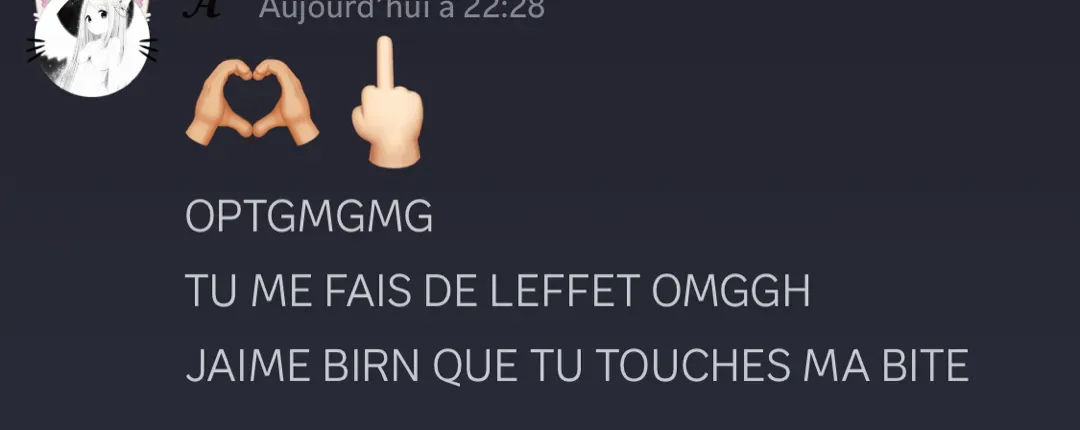 A Aujourd'hui à 22:28
OPTGMGMG
TU ME FAIS DE LEFFET OMGGH
JAIME BIRN QUE TU TOUCHES MA BITE